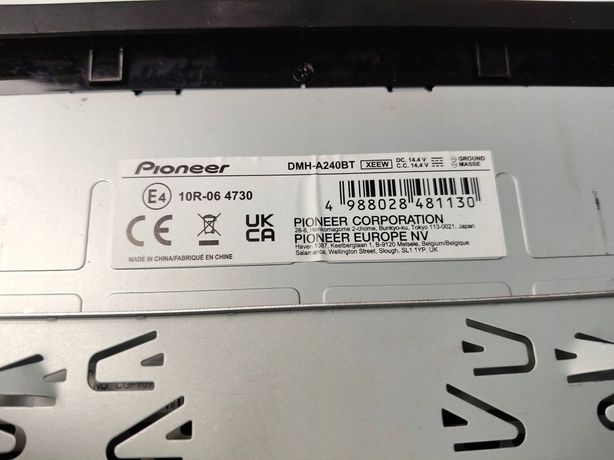 Pioneer
DMH-A240BT XEEW DC. 14.4 V GROUND
C.C. 14,4 V MASSE
E4 10R-06 4730
4 988028 481130
CE UK CA
PIONEER CORPORATION
28-8, Honkomagome 2-chome, Bunkyo-ku, Tokyo 113-0021, Japan
PIONEER EUROPE NV
Haven 1087, Keetberglaan 1, B-9120 Melsele, Belgium/Belgique
Salamanca, Wellington Street, Slough, SL1 1YP, UK
MADE IN CHINA/FABRIQUÉ EN CHINE